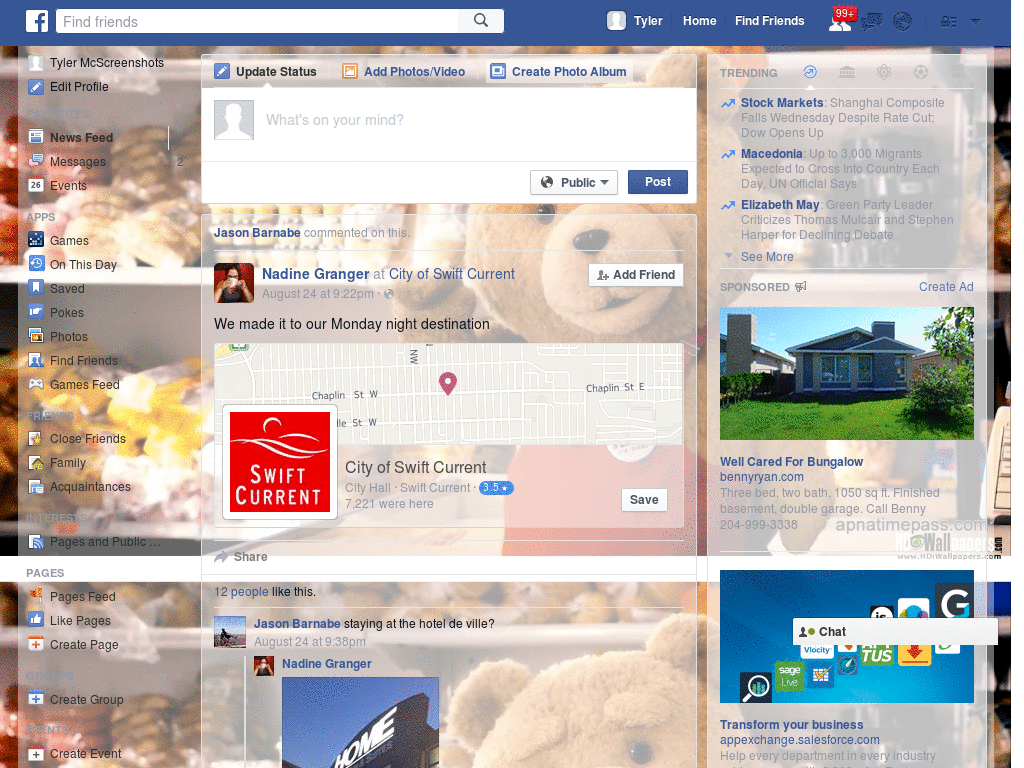 Find friends
Tyler
Home
Find Friends
99+
Tyler McScreenshots
Edit Profile
FAVORITES
News Feed
Messages 2
Events
26
APPS
Games
On This Day
Saved
Pokes
Photos
Find Friends
Games Feed
FRIENDS
Close Friends
Family
Acquaintances
INTERESTS
Pages and Public ...
PAGES
Pages Feed
Like Pages
Create Page
GROUPS
Create Group
EVENTS
Create Event
Update Status
Add Photos/Video
Create Photo Album
What's on your mind?
Public
Post
Jason Barnabe commented on this.
Nadine Granger at City of Swift Current
August 24 at 9:22pm ·
Add Friend
We made it to our Monday night destination
NW
Chaplin St W
Chaplin St E
lle St W
SWIFT
CURRENT
City of Swift Current
City Hall · Swift Current · 3.5 ★
7,221 were here
Save
Share
12 people like this.
Jason Barnabe staying at the hotel de ville?
August 24 at 9:38pm
Nadine Granger
HOME
TRENDING
Stock Markets: Shanghai Composite
Falls Wednesday Despite Rate Cut;
Dow Opens Up
Macedonia: Up to 3,000 Migrants
Expected to Cross Into Country Each
Day, UN Official Says
Elizabeth May: Green Party Leader
Criticizes Thomas Mulcair and Stephen
Harper for Declining Debate
See More
SPONSORED
Create Ad
Well Cared For Bungalow
bennyryan.com
Three bed, two bath, 1050 sq ft. Finished
basement, double garage. Call Benny
204-999-3338
apnatimepass.com
HDiWallpapers.com
www.HDiWallpapers.com
G
Chat
Vlocity
sage
Live
Transform your business
appexchange.salesforce.com
Help every department in every industry